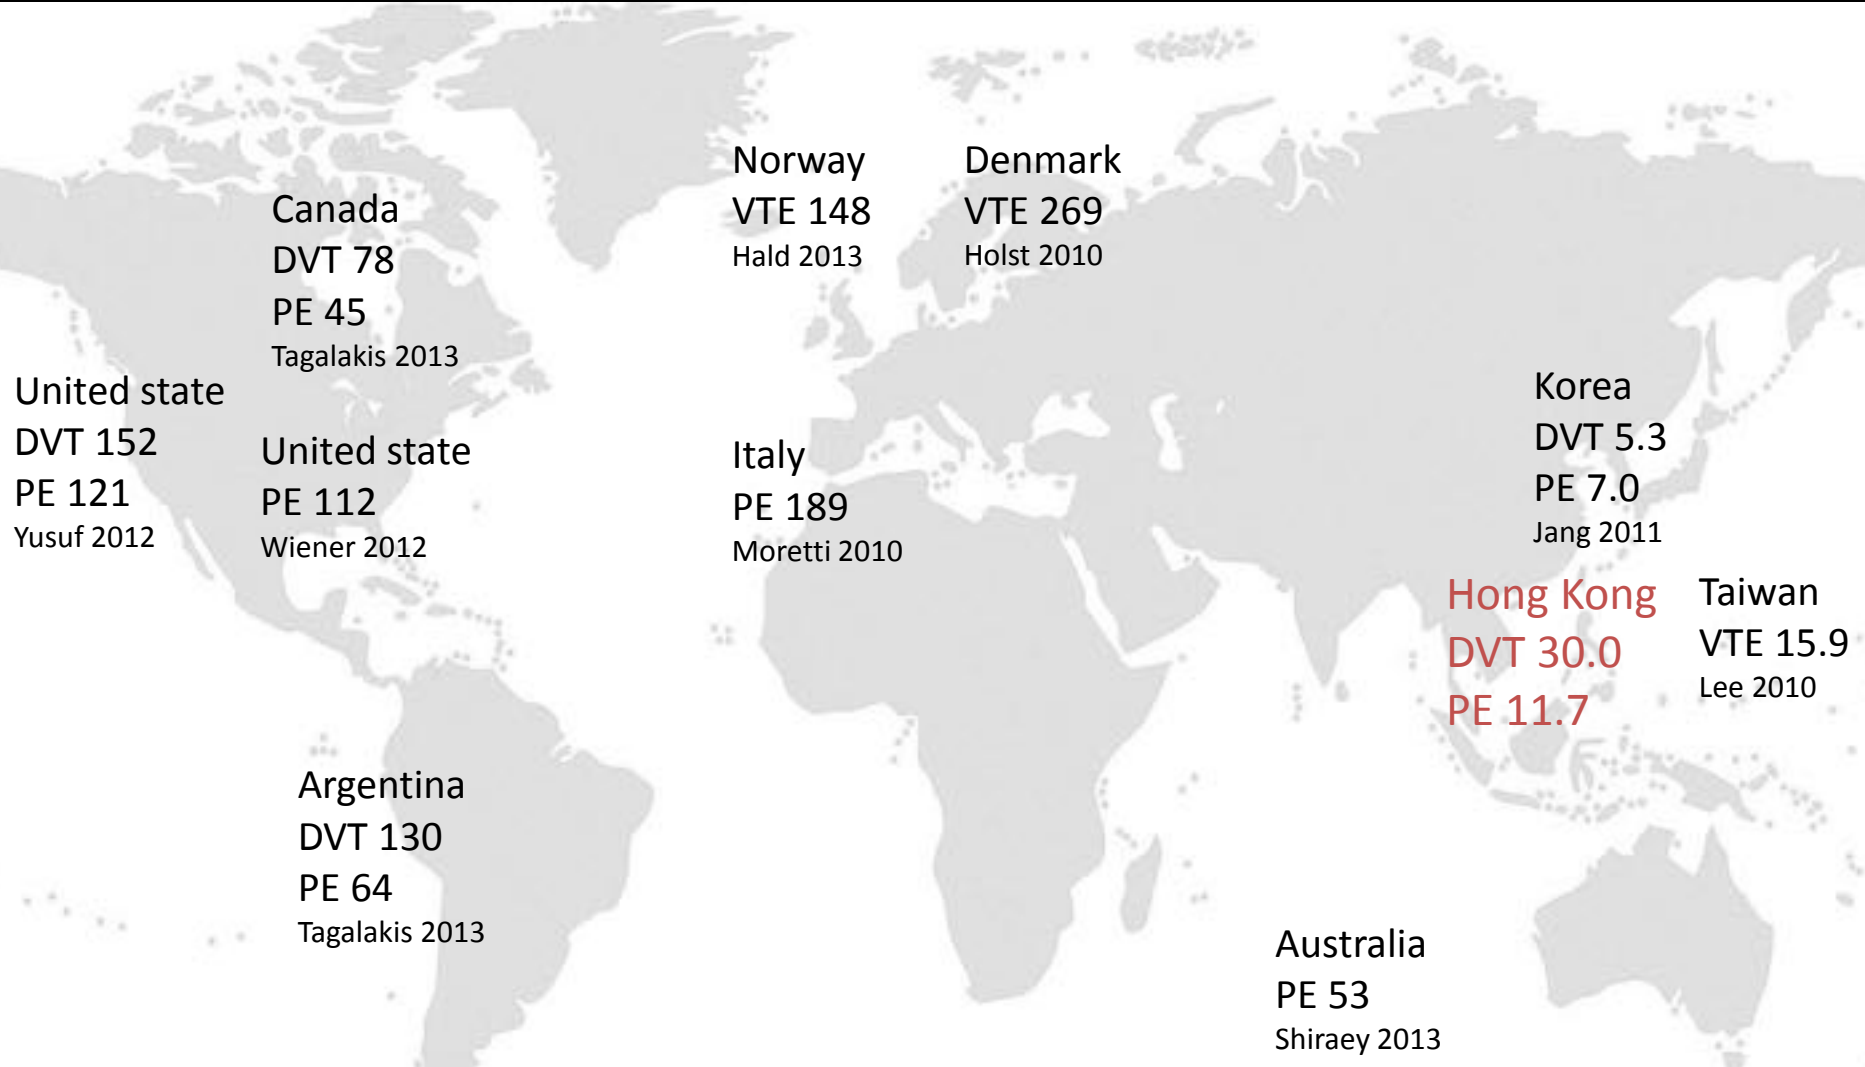 Norway
VTE 148
Hald 2013
Denmark
VTE 269
Holst 2010
Canada
DVT 78
PE 45
Tagalakis 2013
United state
DVT 152
PE 121
Yusuf 2012
United state
PE 112
Wiener 2012
Italy
PE 189
Moretti 2010
Korea
DVT 5.3
PE 7.0
Jang 2011
Hong Kong
DVT 30.0
PE 11.7
Taiwan
VTE 15.9
Lee 2010
Argentina
DVT 130
PE 64
Tagalakis 2013
Australia
PE 53
Shiraey 2013